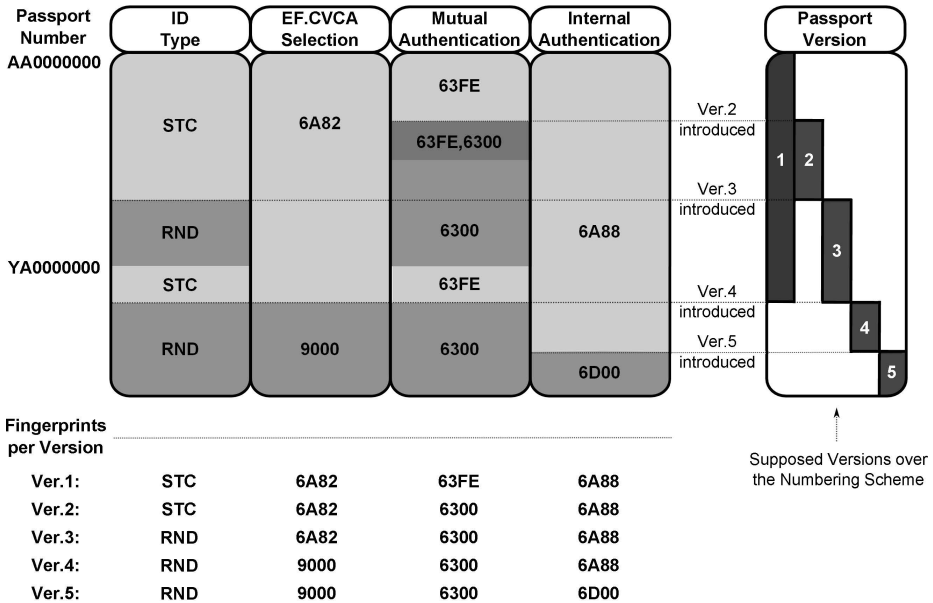 Passport
Number
ID
Type
EF.CVCA
Selection
Mutual
Authentication
Internal
Authentication
Passport
Version
AA0000000
63FE
STC
6A82
Ver.2
introduced
63FE,6300
1
2
Ver.3
introduced
RND
6300
6A88
3
YA0000000
STC
63FE
Ver.4
introduced
4
RND
9000
6300
Ver.5
introduced
6D00
5
Fingerprints
per Version
Supposed Versions over
the Numbering Scheme
Ver.1: STC 6A82 63FE 6A88
Ver.2: STC 6A82 6300 6A88
Ver.3: RND 6A82 6300 6A88
Ver.4: RND 9000 6300 6A88
Ver.5: RND 9000 6300 6D00